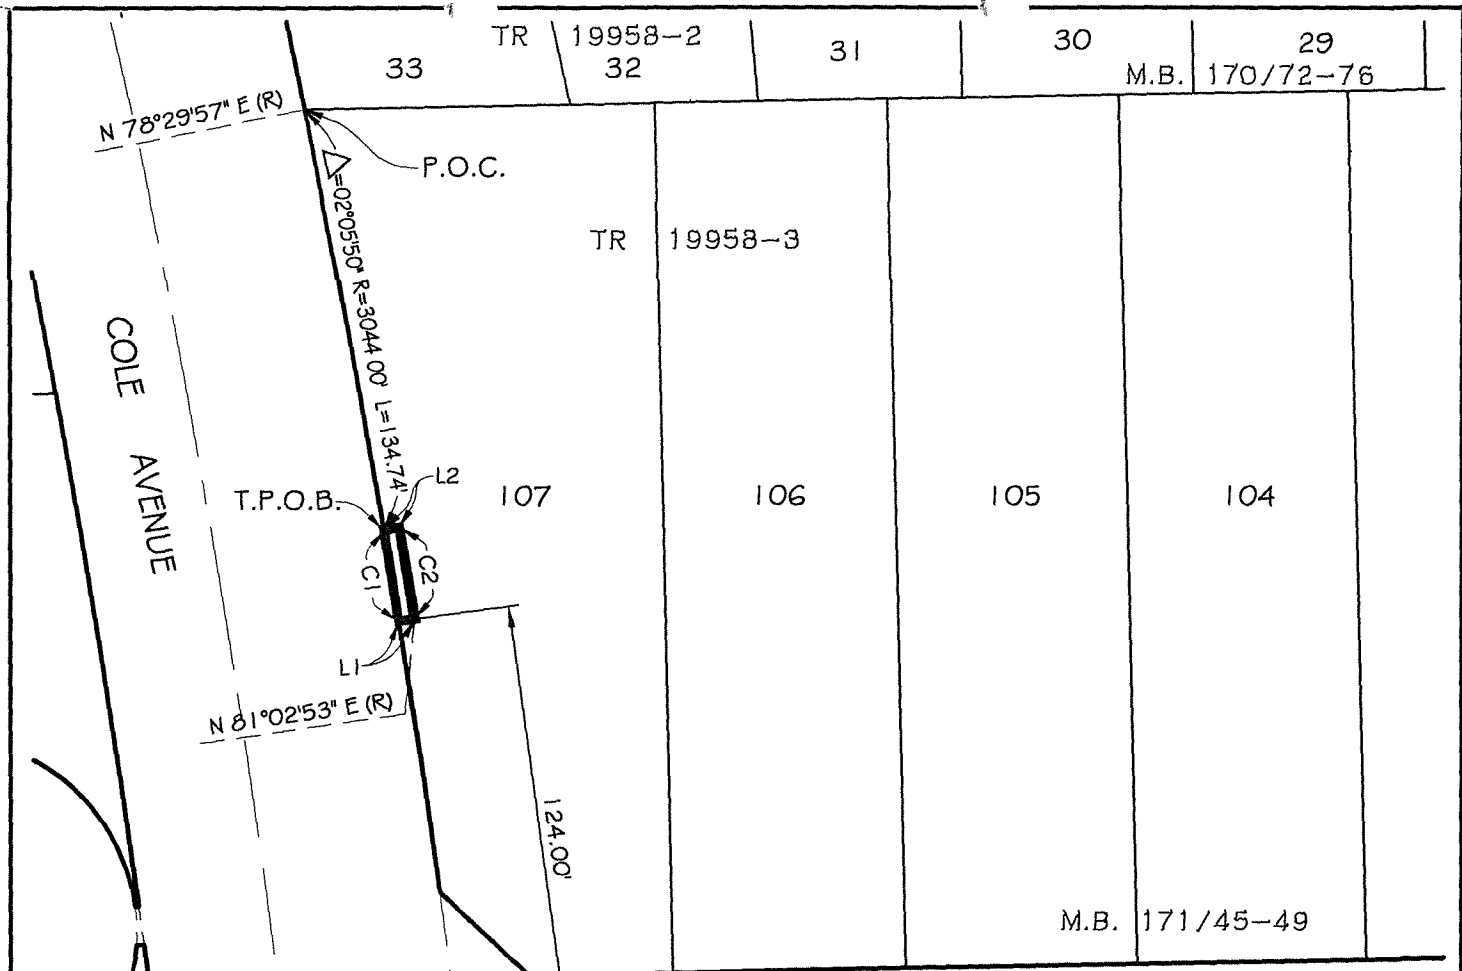 TR 19958-2
33
32
31
30
29
M.B. 170/72-76
N 78°29'57" E (R)
P.O.C.
△=02°05'50" R=3044 00' L=134.74'
TR 19958-3
COLE AVENUE
T.P.O.B.
L2
107
106
105
104
C1
C2
L1
N 81°02'53" E (R)
124.00'
M.B. 171/45-49